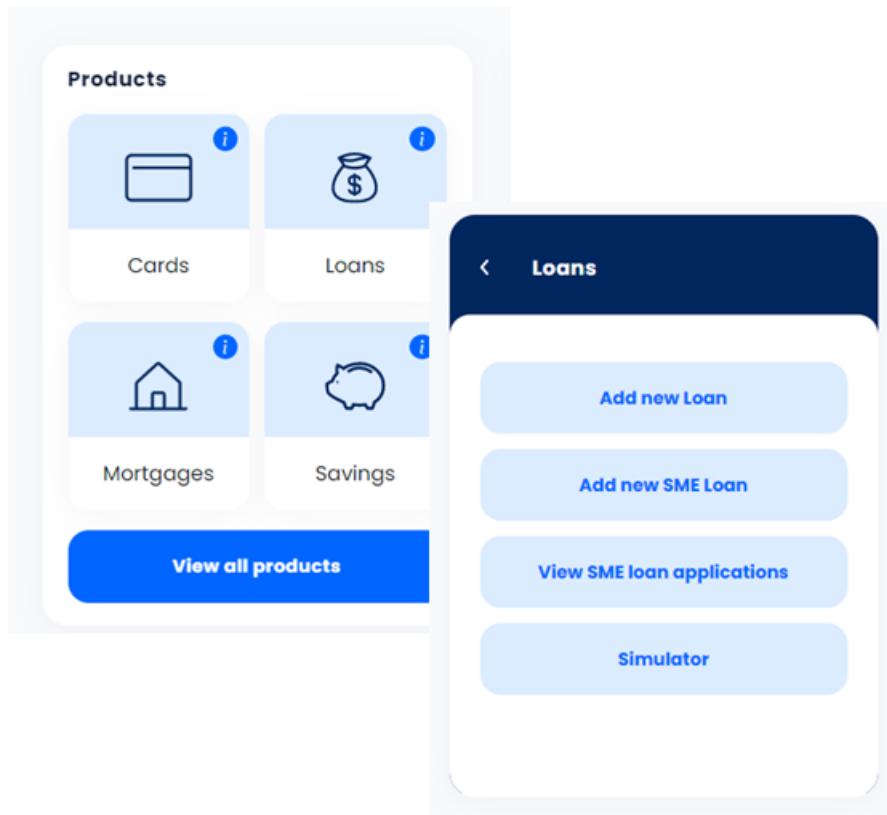 Products
i
i
$
Cards
Loans
i
i
Mortgages
Savings
View all products
Loans
Add new Loan
Add new SME Loan
View SME loan applications
Simulator